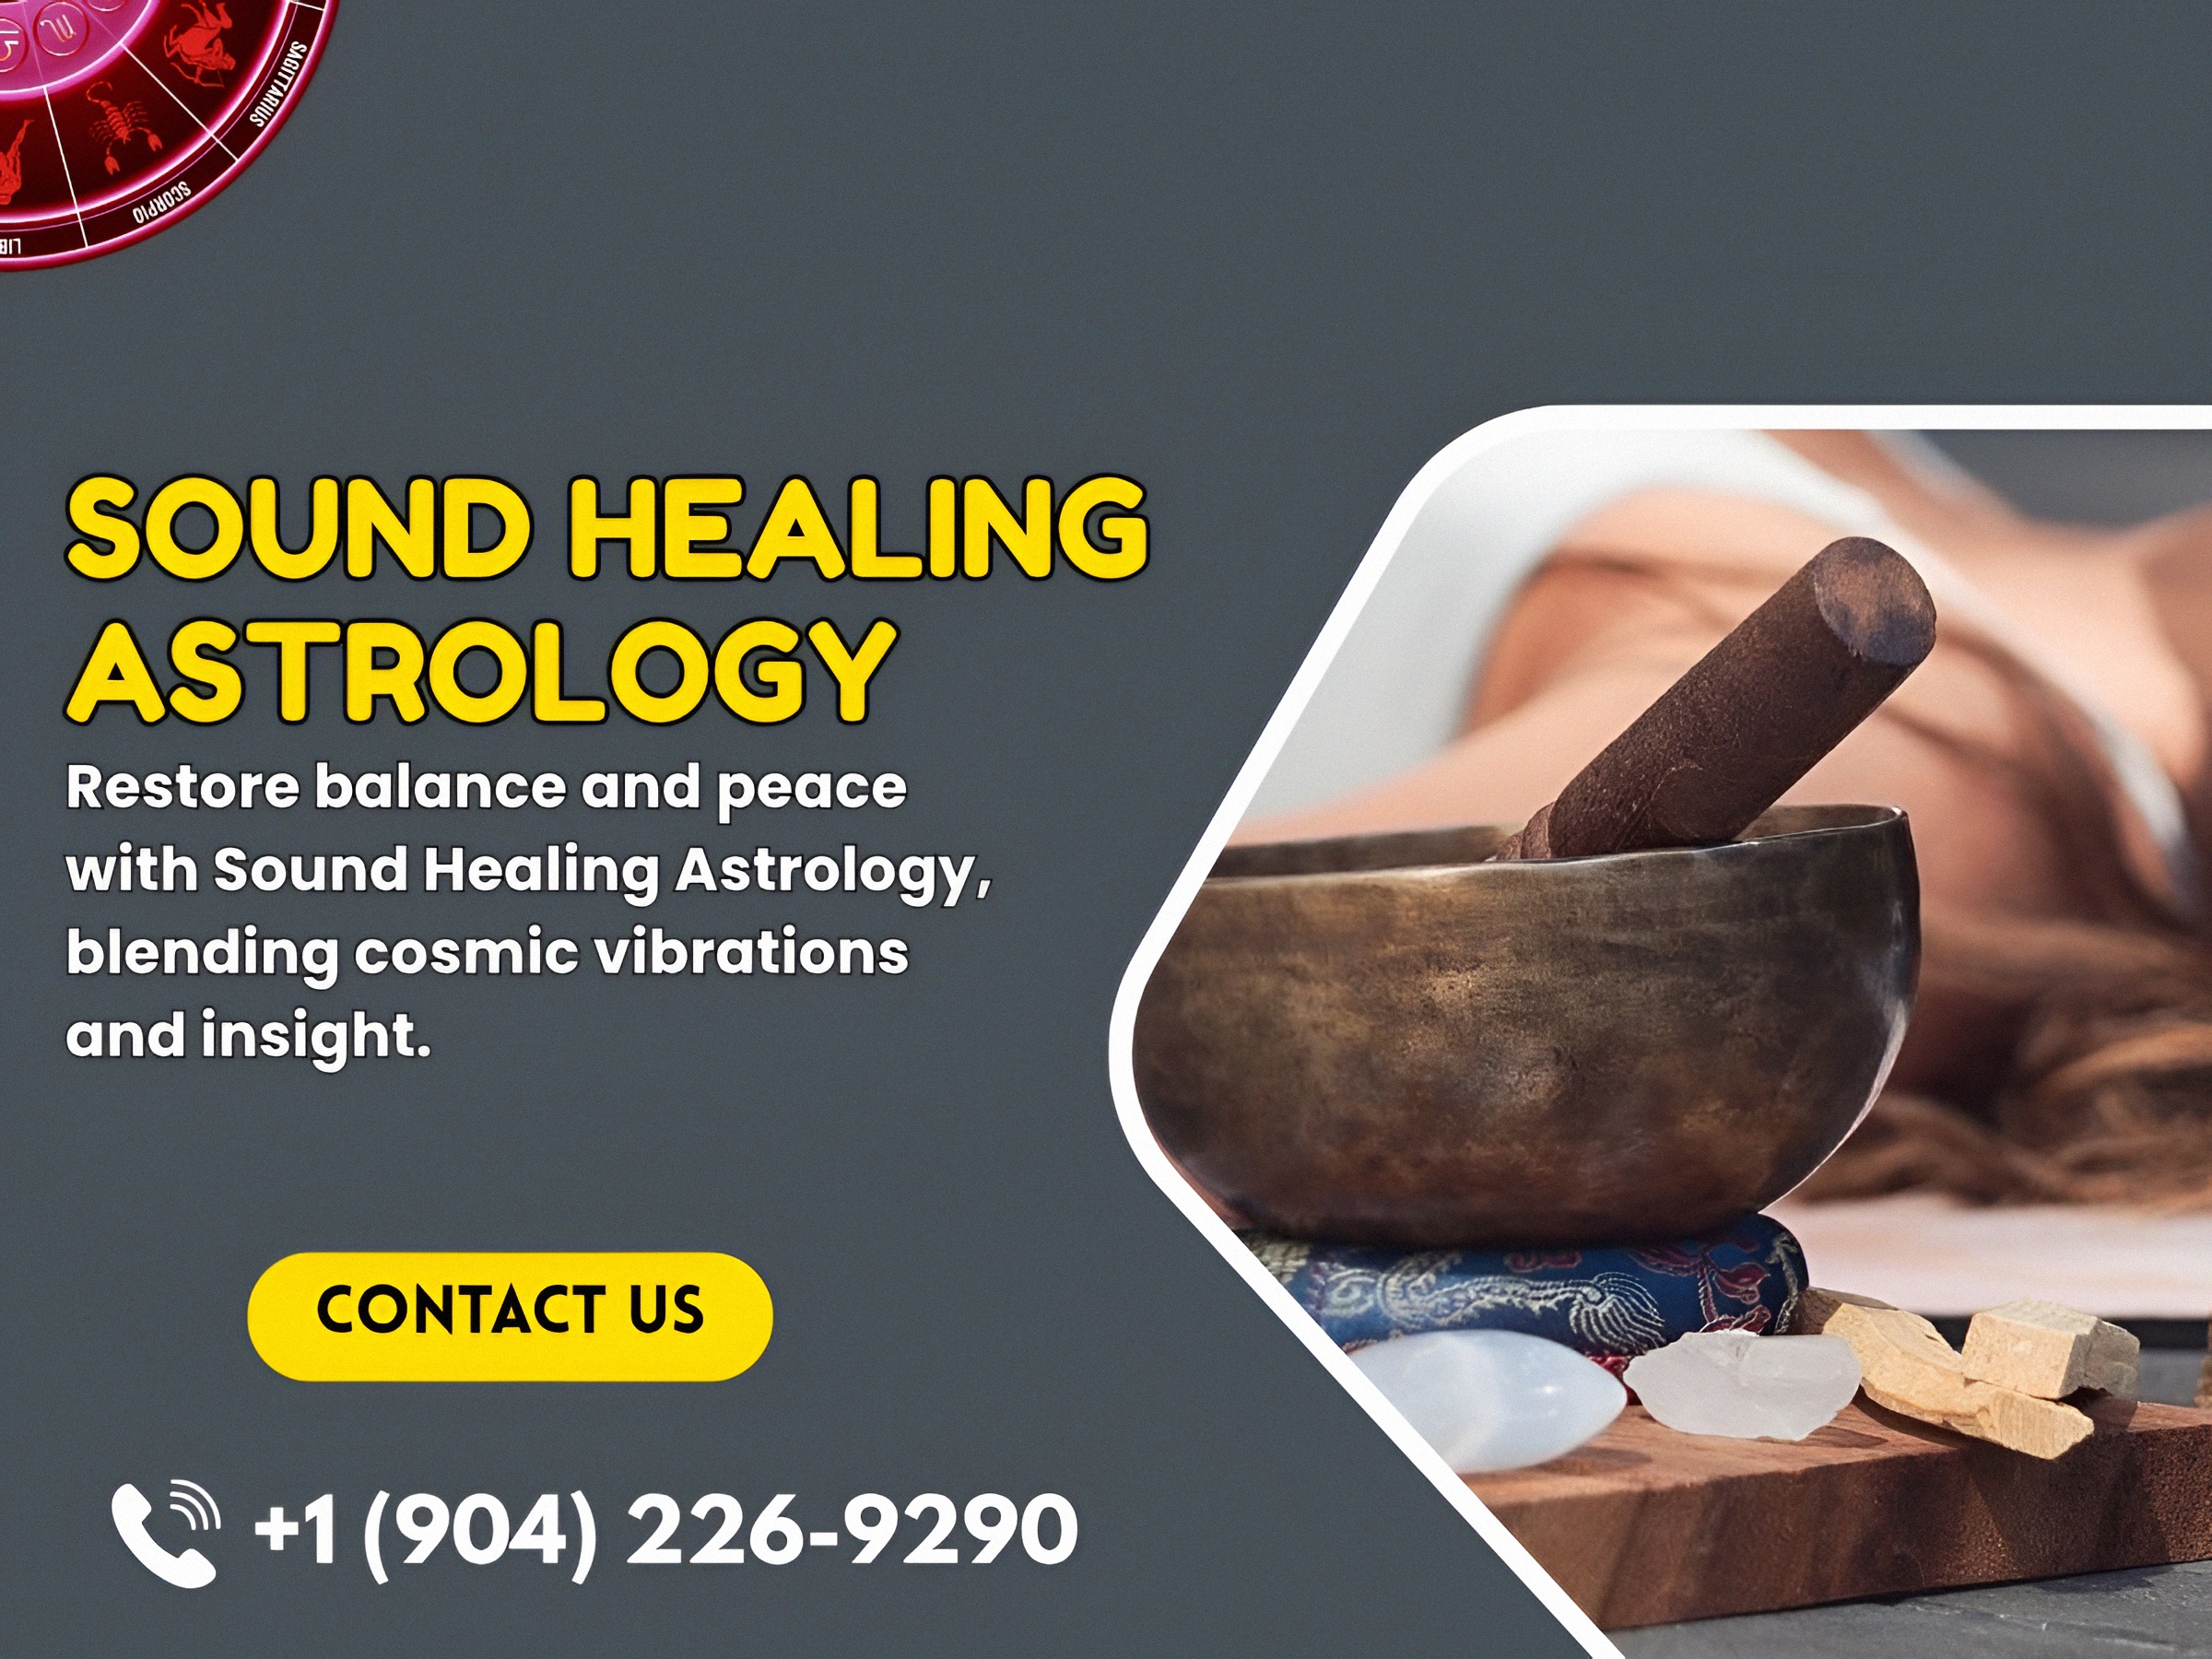 SAGITTARIUS
SCORPIO
LIB
SOUND HEALING
ASTROLOGY
Restore balance and peace
with Sound Healing Astrology,
blending cosmic vibrations
and insight.
CONTACT US
+1 (904) 226-9290